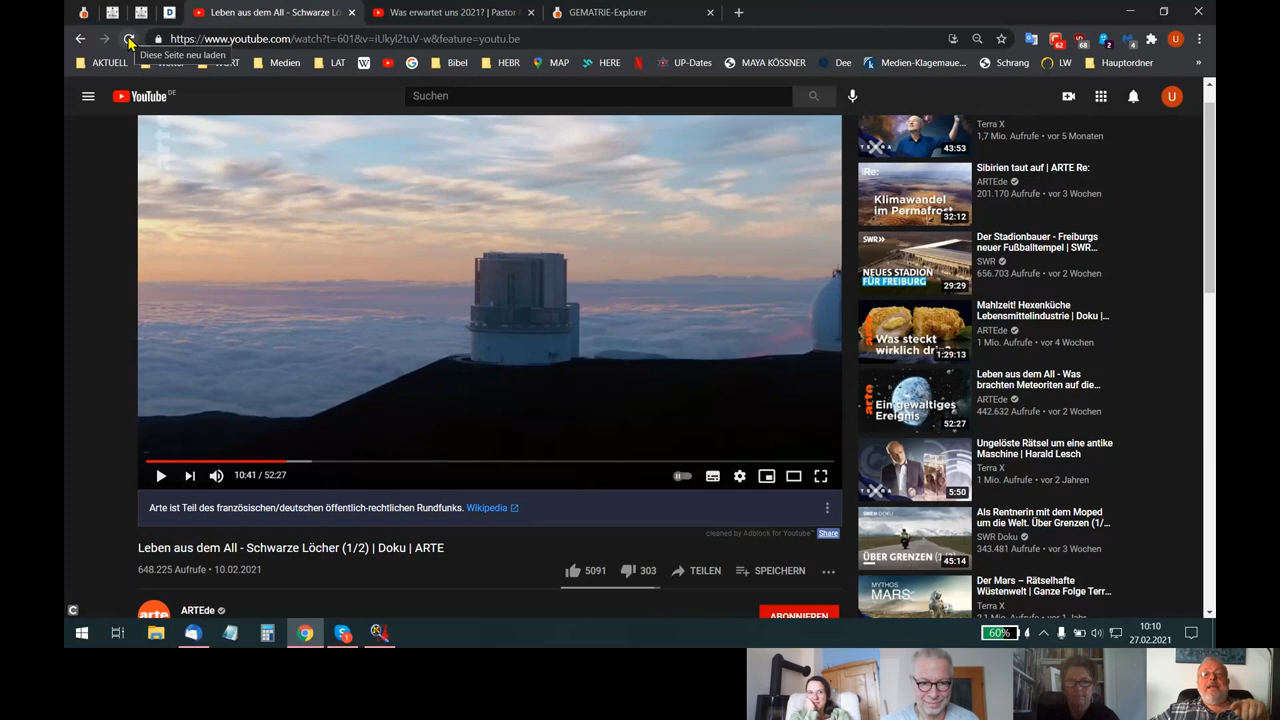 Leben aus dem All - Schwarze Lö
Was erwartet uns 2021? | Pastor
GEMATRIE-Explorer
https://www.youtube.com/watch?t=601&v=iUkyl2tuV-w&feature=youtu.be
Diese Seite neu laden
AKTUELL
Medien
LAT
Bibel
HEBR
MAP
HERE
UP-Dates
MAYA KÖSSNER
Dee
Medien-Klagemaue...
Schrang
LW
Hauptordner
YouTube DE
Suchen
Terra X
1,7 Mio. Aufrufe • vor 5 Monaten
43:53
Sibirien taut auf | ARTE Re:
ARTEde
201.170 Aufrufe • vor 3 Wochen
Re:
Klimawandel
im Permafrost
32:12
Der Stadionbauer - Freiburgs
neuer Fußballtempel | SWR...
SWR
656.703 Aufrufe • vor 2 Wochen
NEUES STADION
FÜR FREIBURG
29:29
Mahlzeit! Hexenküche
Lebensmittelindustrie | Doku |...
ARTEde
1 Mio. Aufrufe • vor 4 Wochen
Was steckt
wirklich
1:29:13
Leben aus dem All - Was
brachten Meteoriten auf die...
ARTEde
442.632 Aufrufe • vor 2 Wochen
arte
Ein gewaltiges
Ereignis
52:27
Ungelöste Rätsel um eine antike
Maschine | Harald Lesch
Terra X
1 Mio. Aufrufe • vor 2 Jahren
5:50
Als Rentnerin mit dem Moped
um die Welt. Über Grenzen (1/...
SWR Doku
343.481 Aufrufe • vor 3 Wochen
ÜBER GRENZEN
45:14
Der Mars – Rätselhafte
Wüstenwelt | Ganze Folge Terr...
Terra X
MYTHOS
MARS
10:41 / 52:27
Arte ist Teil des französischen/deutschen öffentlich-rechtlichen Rundfunks. Wikipedia
cleaned by Adblock for Youtube™ Share
Leben aus dem All - Schwarze Löcher (1/2) | Doku | ARTE
648.225 Aufrufe • 10.02.2021
5091
303
TEILEN
SPEICHERN
arte
ARTEde
ABONNIEREN
60%
10:10
27.02.2021